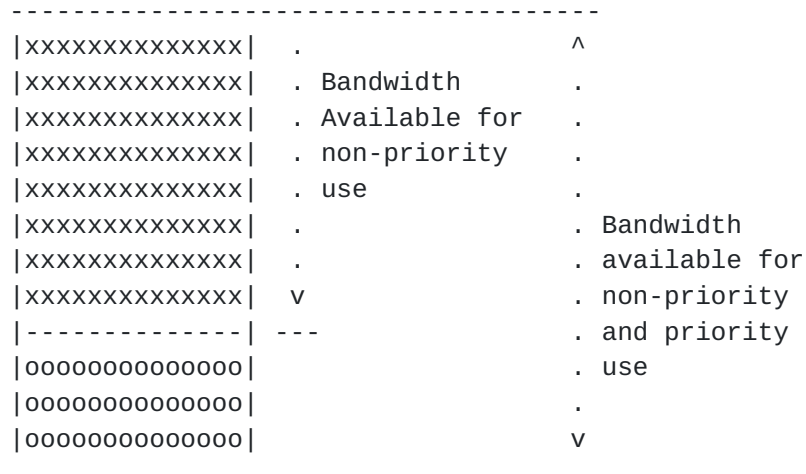 --------------------------------------
|xxxxxxxxxxxxxx|  .                 ^
|xxxxxxxxxxxxxx|  . Bandwidth       .
|xxxxxxxxxxxxxx|  . Available for   .
|xxxxxxxxxxxxxx|  . non-priority    .
|xxxxxxxxxxxxxx|  . use             .
|xxxxxxxxxxxxxx|  .                 . Bandwidth
|xxxxxxxxxxxxxx|  .                 . available for
|xxxxxxxxxxxxxx|  v                 . non-priority
|--------------| ---                . and priority
|oooooooooooooo|                    . use
|oooooooooooooo|                    .
|oooooooooooooo|                    v